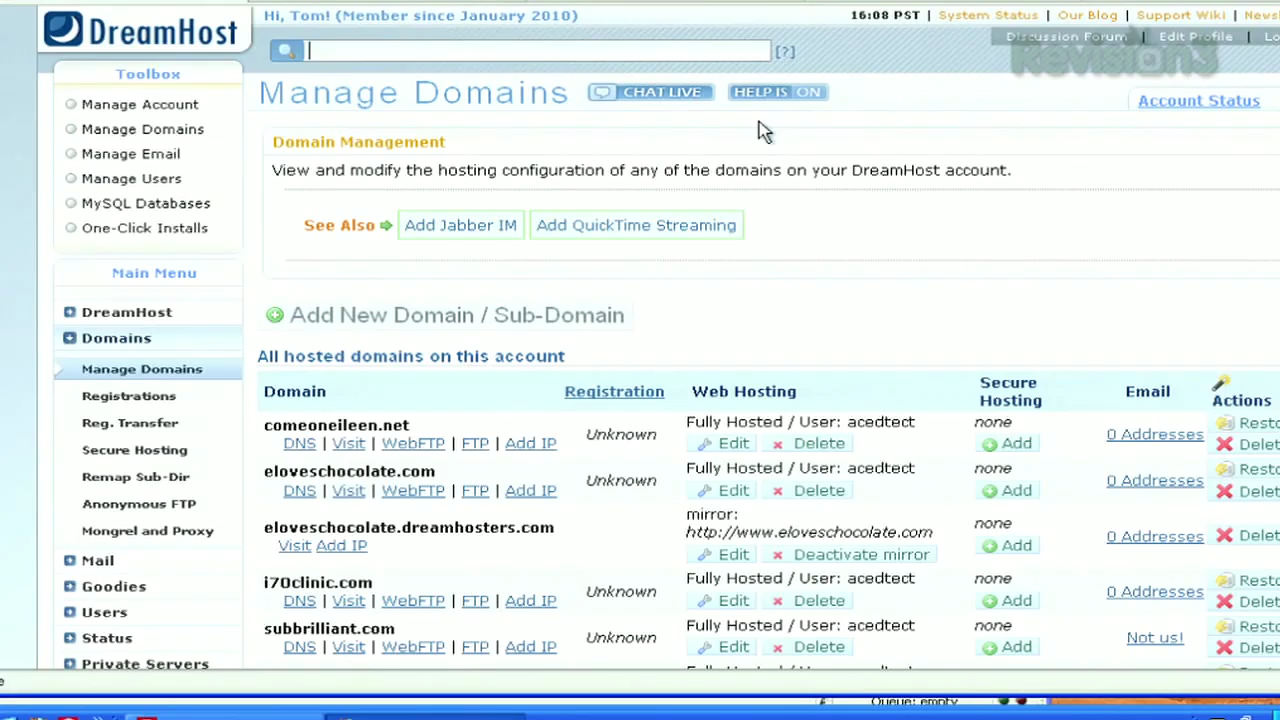 DreamHost
Hi, Tom! (Member since January 2010)
16:08 PST | System Status | Our Blog | Support Wiki |
Discussion Forum | Edit Profile |
Revision3
[?]
Toolbox
Manage Account
Manage Domains
Manage Email
Manage Users
MySQL Databases
One-Click Installs
Main Menu
DreamHost
Domains
Manage Domains
Registrations
Reg. Transfer
Secure Hosting
Remap Sub-Dir
Anonymous FTP
Mongrel and Proxy
Mail
Goodies
Users
Status
Private Servers
Manage Domains
CHAT LIVE
HELP IS ON
Account Status
Domain Management
View and modify the hosting configuration of any of the domains on your DreamHost account.
See Also
Add Jabber IM
Add QuickTime Streaming
Add New Domain / Sub-Domain
All hosted domains on this account
Domain Registration Web Hosting Secure Hosting Email Actions
comeoneileen.net
DNS | Visit | WebFTP | FTP | Add IP
Unknown
Fully Hosted / User: acedtect
Edit Delete
none
Add
0 Addresses
eloveschocolate.com
DNS | Visit | WebFTP | FTP | Add IP
Unknown
Fully Hosted / User: acedtect
Edit Delete
none
Add
0 Addresses
eloveschocolate.dreamhosters.com
Visit Add IP
mirror:
http://www.eloveschocolate.com
Edit Deactivate mirror
none
Add
0 Addresses
i70clinic.com
DNS | Visit | WebFTP | FTP | Add IP
Unknown
Fully Hosted / User: acedtect
Edit Delete
none
Add
0 Addresses
subbrilliant.com
DNS | Visit | WebFTP | FTP | Add IP
Unknown
Fully Hosted / User: acedtect
Edit Delete
none
Add
Not us!
Queue: empty